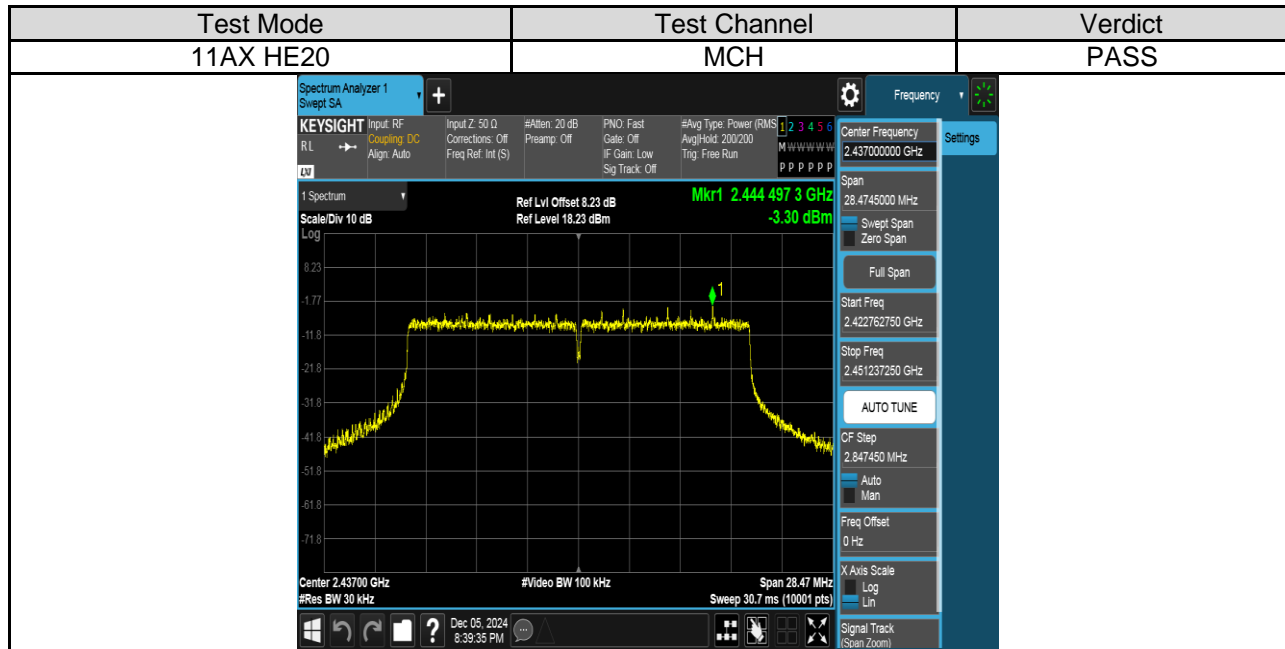 Test Mode Test Channel Verdict
11AX HE20 MCH PASS
Spectrum Analyzer 1
Swept SA
+
Frequency
KEYSIGHT
RL
LXI
Input: RF
Coupling: DC
Align: Auto
Input Z: 50 Ω
Corrections: Off
Freq Ref: Int (S)
#Atten: 20 dB
Preamp: Off
PNO: Fast
Gate: Off
IF Gain: Low
Sig Track: Off
#Avg Type: Power (RMS
Avg|Hold: 200/200
Trig: Free Run
1 2 3 4 5 6
M W W W W W
P P P P P P
1 Spectrum
Scale/Div 10 dB
Log
Ref Lvl Offset 8.23 dB
Ref Level 18.23 dBm
Mkr1 2.444 497 3 GHz
-3.30 dBm
8.23
-1.77
-11.8
-21.8
-31.8
-41.8
-51.8
-61.8
-71.8
1
Center 2.43700 GHz
#Res BW 30 kHz
#Video BW 100 kHz
Span 28.47 MHz
Sweep 30.7 ms (10001 pts)
Center Frequency
2.437000000 GHz
Settings
Span
28.4745000 MHz
Swept Span
Zero Span
Full Span
Start Freq
2.422762750 GHz
Stop Freq
2.451237250 GHz
AUTO TUNE
CF Step
2.847450 MHz
Auto
Man
Freq Offset
0 Hz
X Axis Scale
Log
Lin
Signal Track
(Span Zoom)
?
Dec 05, 2024
8:39:35 PM